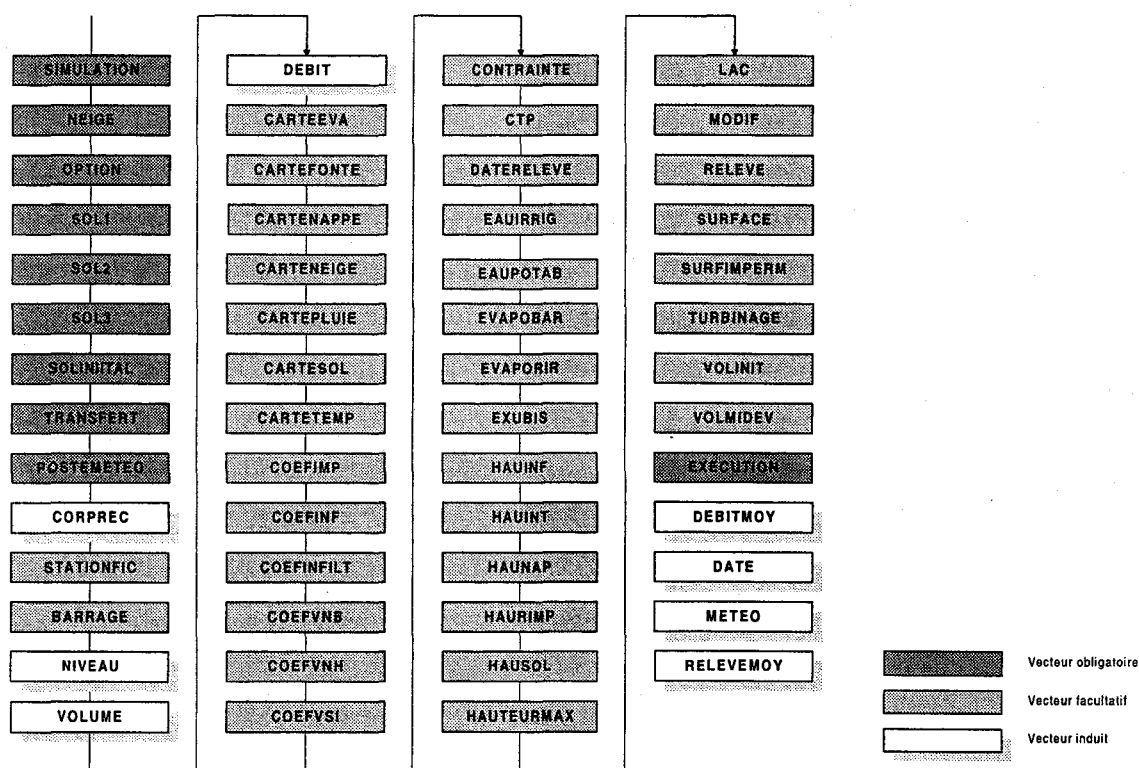 SIMULATION
NEIGE
OPTION
SOL1
SOL2
SOL3
SOLINIITAL
TRANSFERT
POSTEMETEO
CORPREC
STATIONFIC
BARRAGE
NIVEAU
VOLUME
DEBIT
CARTEEVA
CARTEFONTE
CARTENAPPE
CARTENEIGE
CARTEPLUIE
CARTESOL
CARTETEMP
COEFIMP
COEFINF
COEFINFILT
COEFVNB
COEFVNH
COEFVSI
CONTRAINTE
CTP
DATERELEVE
EAUIRRIG
EAUPOTAB
EVAPOBAR
EVAPORIR
EXUBIS
HAUINF
HAUINT
HAUNAP
HAURIMP
HAUSOL
HAUTEURMAX
LAC
MODIF
RELEVE
SURFACE
SURFIMPERM
TURBINAGE
VOLINIT
VOLMIDEV
EXECUTION
DEBITMOY
DATE
METEO
RELEVEMOY
Vecteur obligatoire
Vecteur facultatif
Vecteur induit